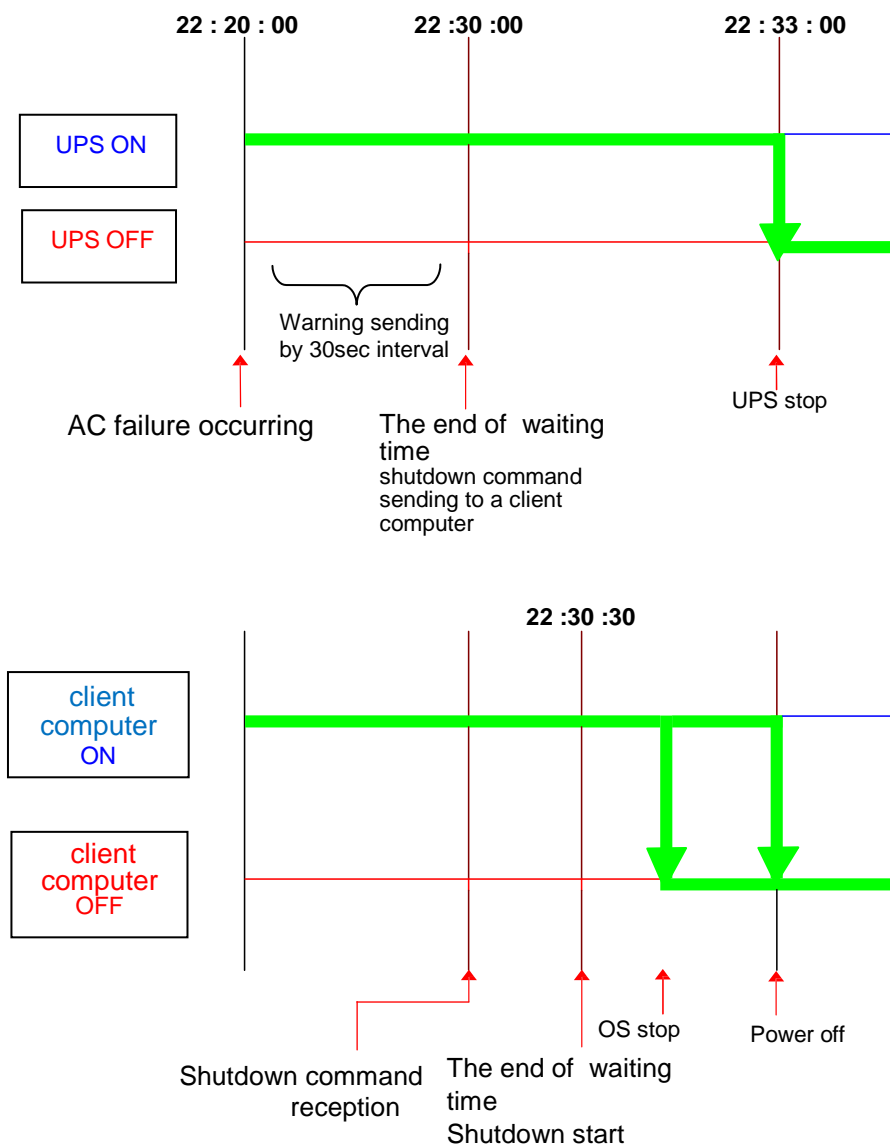 22 : 20 : 00
22 :30 :00
22 : 33 : 00
UPS ON
UPS OFF
Warning sending
by 30sec interval
AC failure occurring
The end of waiting
time
shutdown command
sending to a client
computer
UPS stop
22 :30 :30
client
computer
ON
client
computer
OFF
Shutdown command
reception
The end of waiting
time
Shutdown start
OS stop
Power off